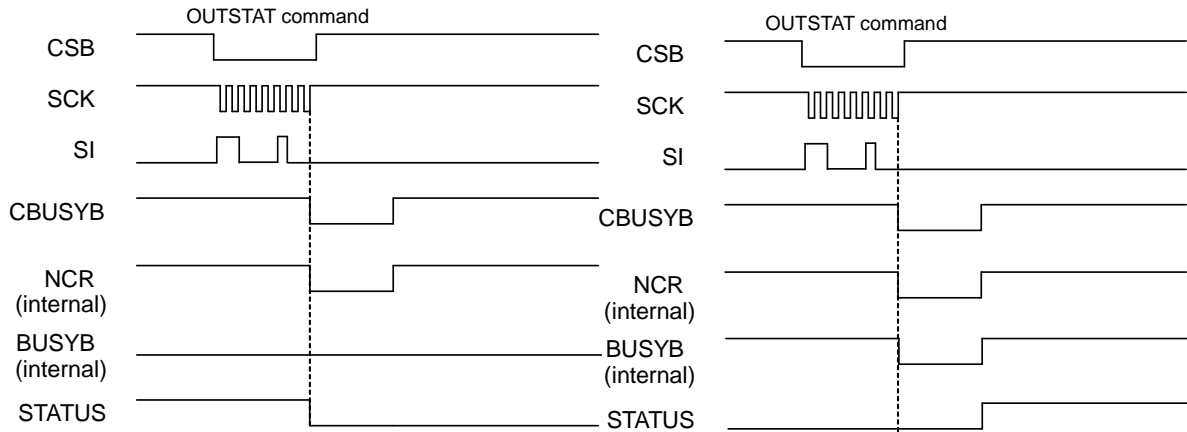 OUTSTAT command
CSB
SCK
SI
CBUSYB
NCR
(internal)
BUSYB
(internal)
STATUS
OUTSTAT command
CSB
SCK
SI
CBUSYB
NCR
(internal)
BUSYB
(internal)
STATUS